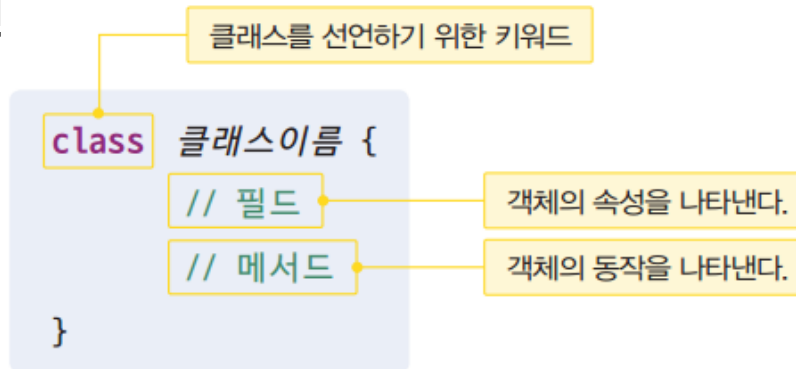 클래스를 선언하기 위한 키워드
class 클래스이름 {
// 필드
객체의 속성을 나타낸다.
// 메서드
객체의 동작을 나타낸다.
}